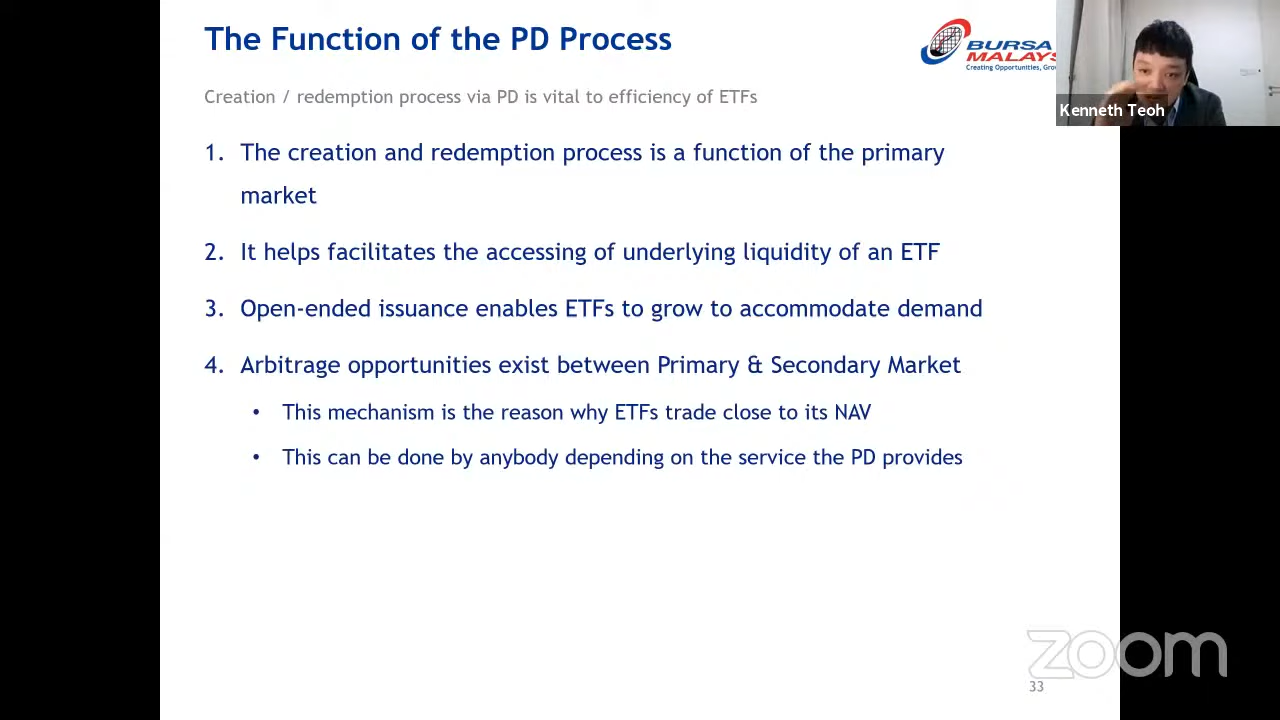 The Function of the PD Process
BURSA
MALAYS
Creating Opportunities, Grow
Kenneth Teoh
Creation / redemption process via PD is vital to efficiency of ETFs
1. The creation and redemption process is a function of the primary
market
2. It helps facilitates the accessing of underlying liquidity of an ETF
3. Open-ended issuance enables ETFs to grow to accommodate demand
4. Arbitrage opportunities exist between Primary & Secondary Market
• This mechanism is the reason why ETFs trade close to its NAV
• This can be done by anybody depending on the service the PD provides
zoom
33